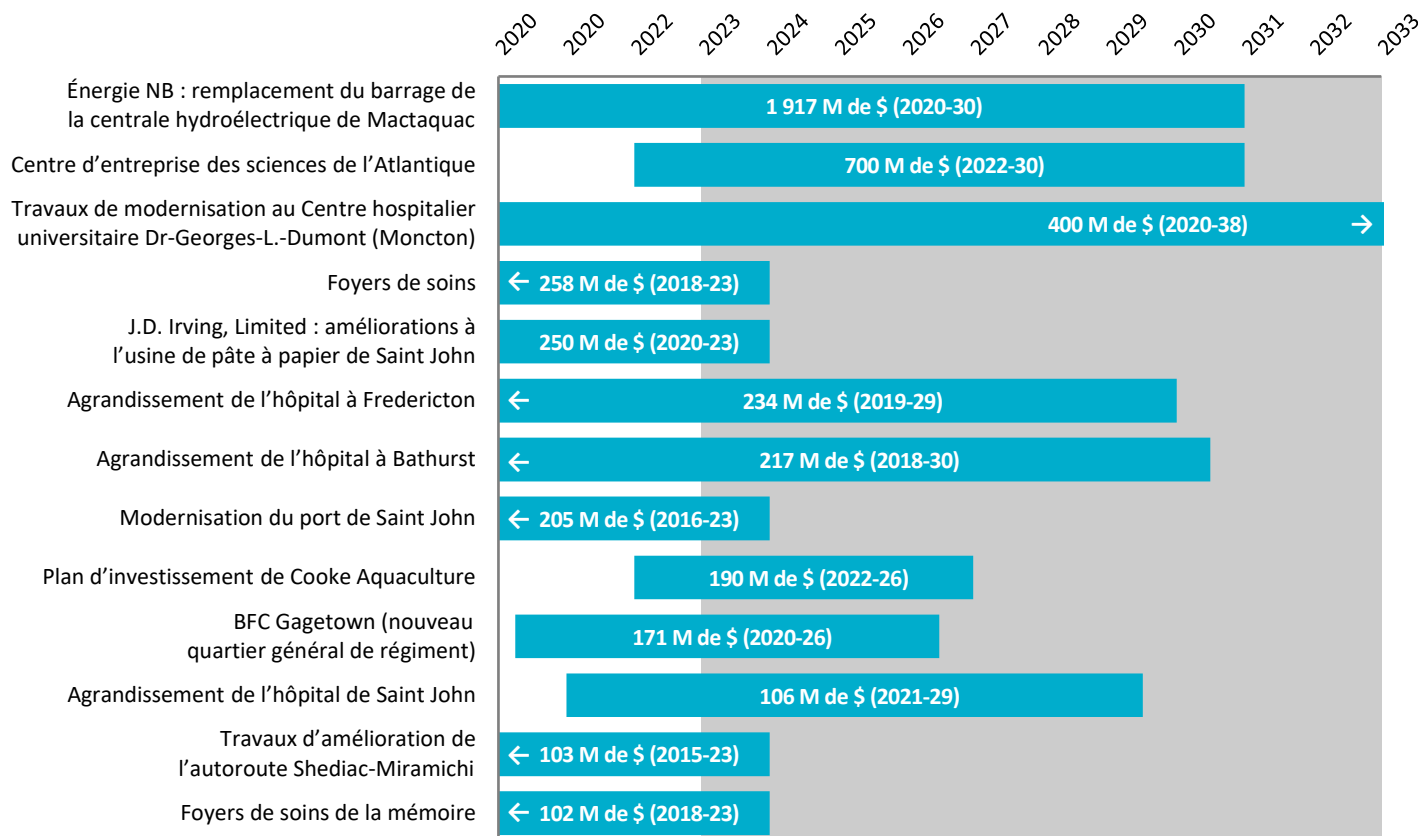 2020 2020 2022 2023 2024 2025 2026 2027 2028 2029 2030 2031 2032 2033
Énergie NB : remplacement du barrage de
la centrale hydroélectrique de Mactaquac
1 917 M de $ (2020-30)
Centre d’entreprise des sciences de l’Atlantique
700 M de $ (2022-30)
Travaux de modernisation au Centre hospitalier
universitaire Dr-Georges-L.-Dumont (Moncton)
400 M de $ (2020-38) →
Foyers de soins
← 258 M de $ (2018-23)
J.D. Irving, Limited : améliorations à
l’usine de pâte à papier de Saint John
250 M de $ (2020-23)
Agrandissement de l’hôpital à Fredericton
← 234 M de $ (2019-29)
Agrandissement de l’hôpital à Bathurst
← 217 M de $ (2018-30)
Modernisation du port de Saint John
← 205 M de $ (2016-23)
Plan d’investissement de Cooke Aquaculture
190 M de $ (2022-26)
BFC Gagetown (nouveau
quartier général de régiment)
171 M de $ (2020-26)
Agrandissement de l’hôpital de Saint John
106 M de $ (2021-29)
Travaux d’amélioration de
l’autoroute Shediac-Miramichi
← 103 M de $ (2015-23)
Foyers de soins de la mémoire
← 102 M de $ (2018-23)